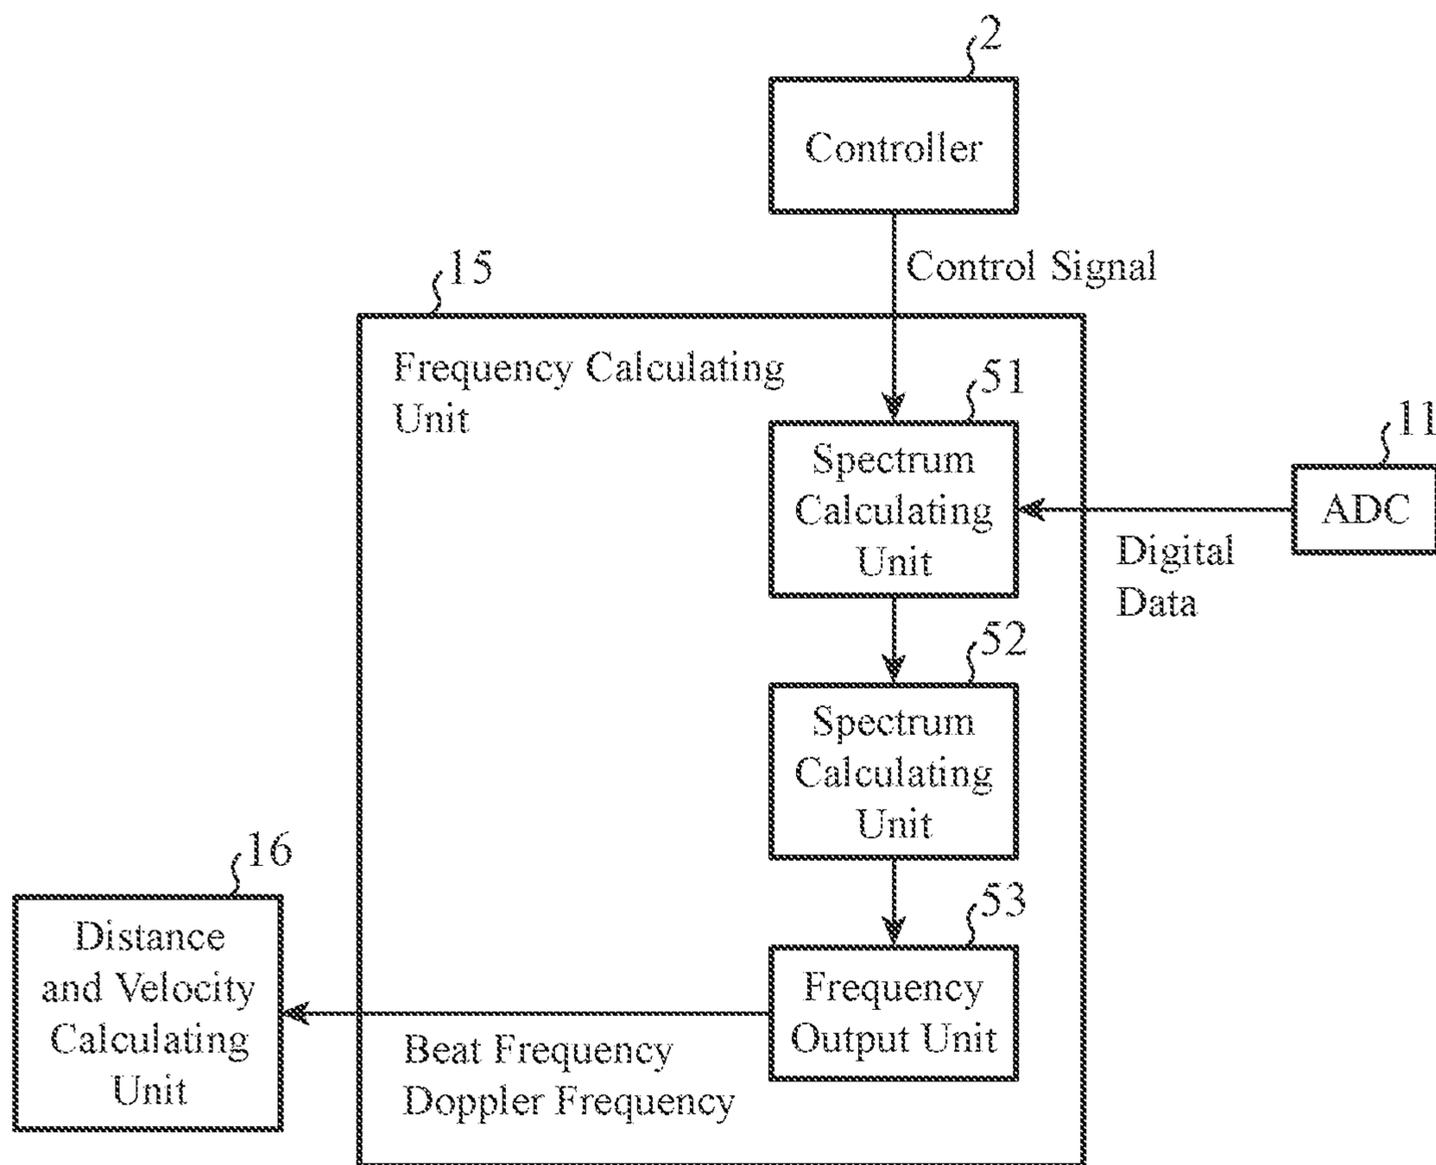 2
Controller
Control Signal
15
Frequency Calculating
Unit
51
Spectrum
Calculating
Unit
11
ADC
Digital
Data
52
Spectrum
Calculating
Unit
16
Distance
and Velocity
Calculating
Unit
53
Frequency
Output Unit
Beat Frequency
Doppler Frequency